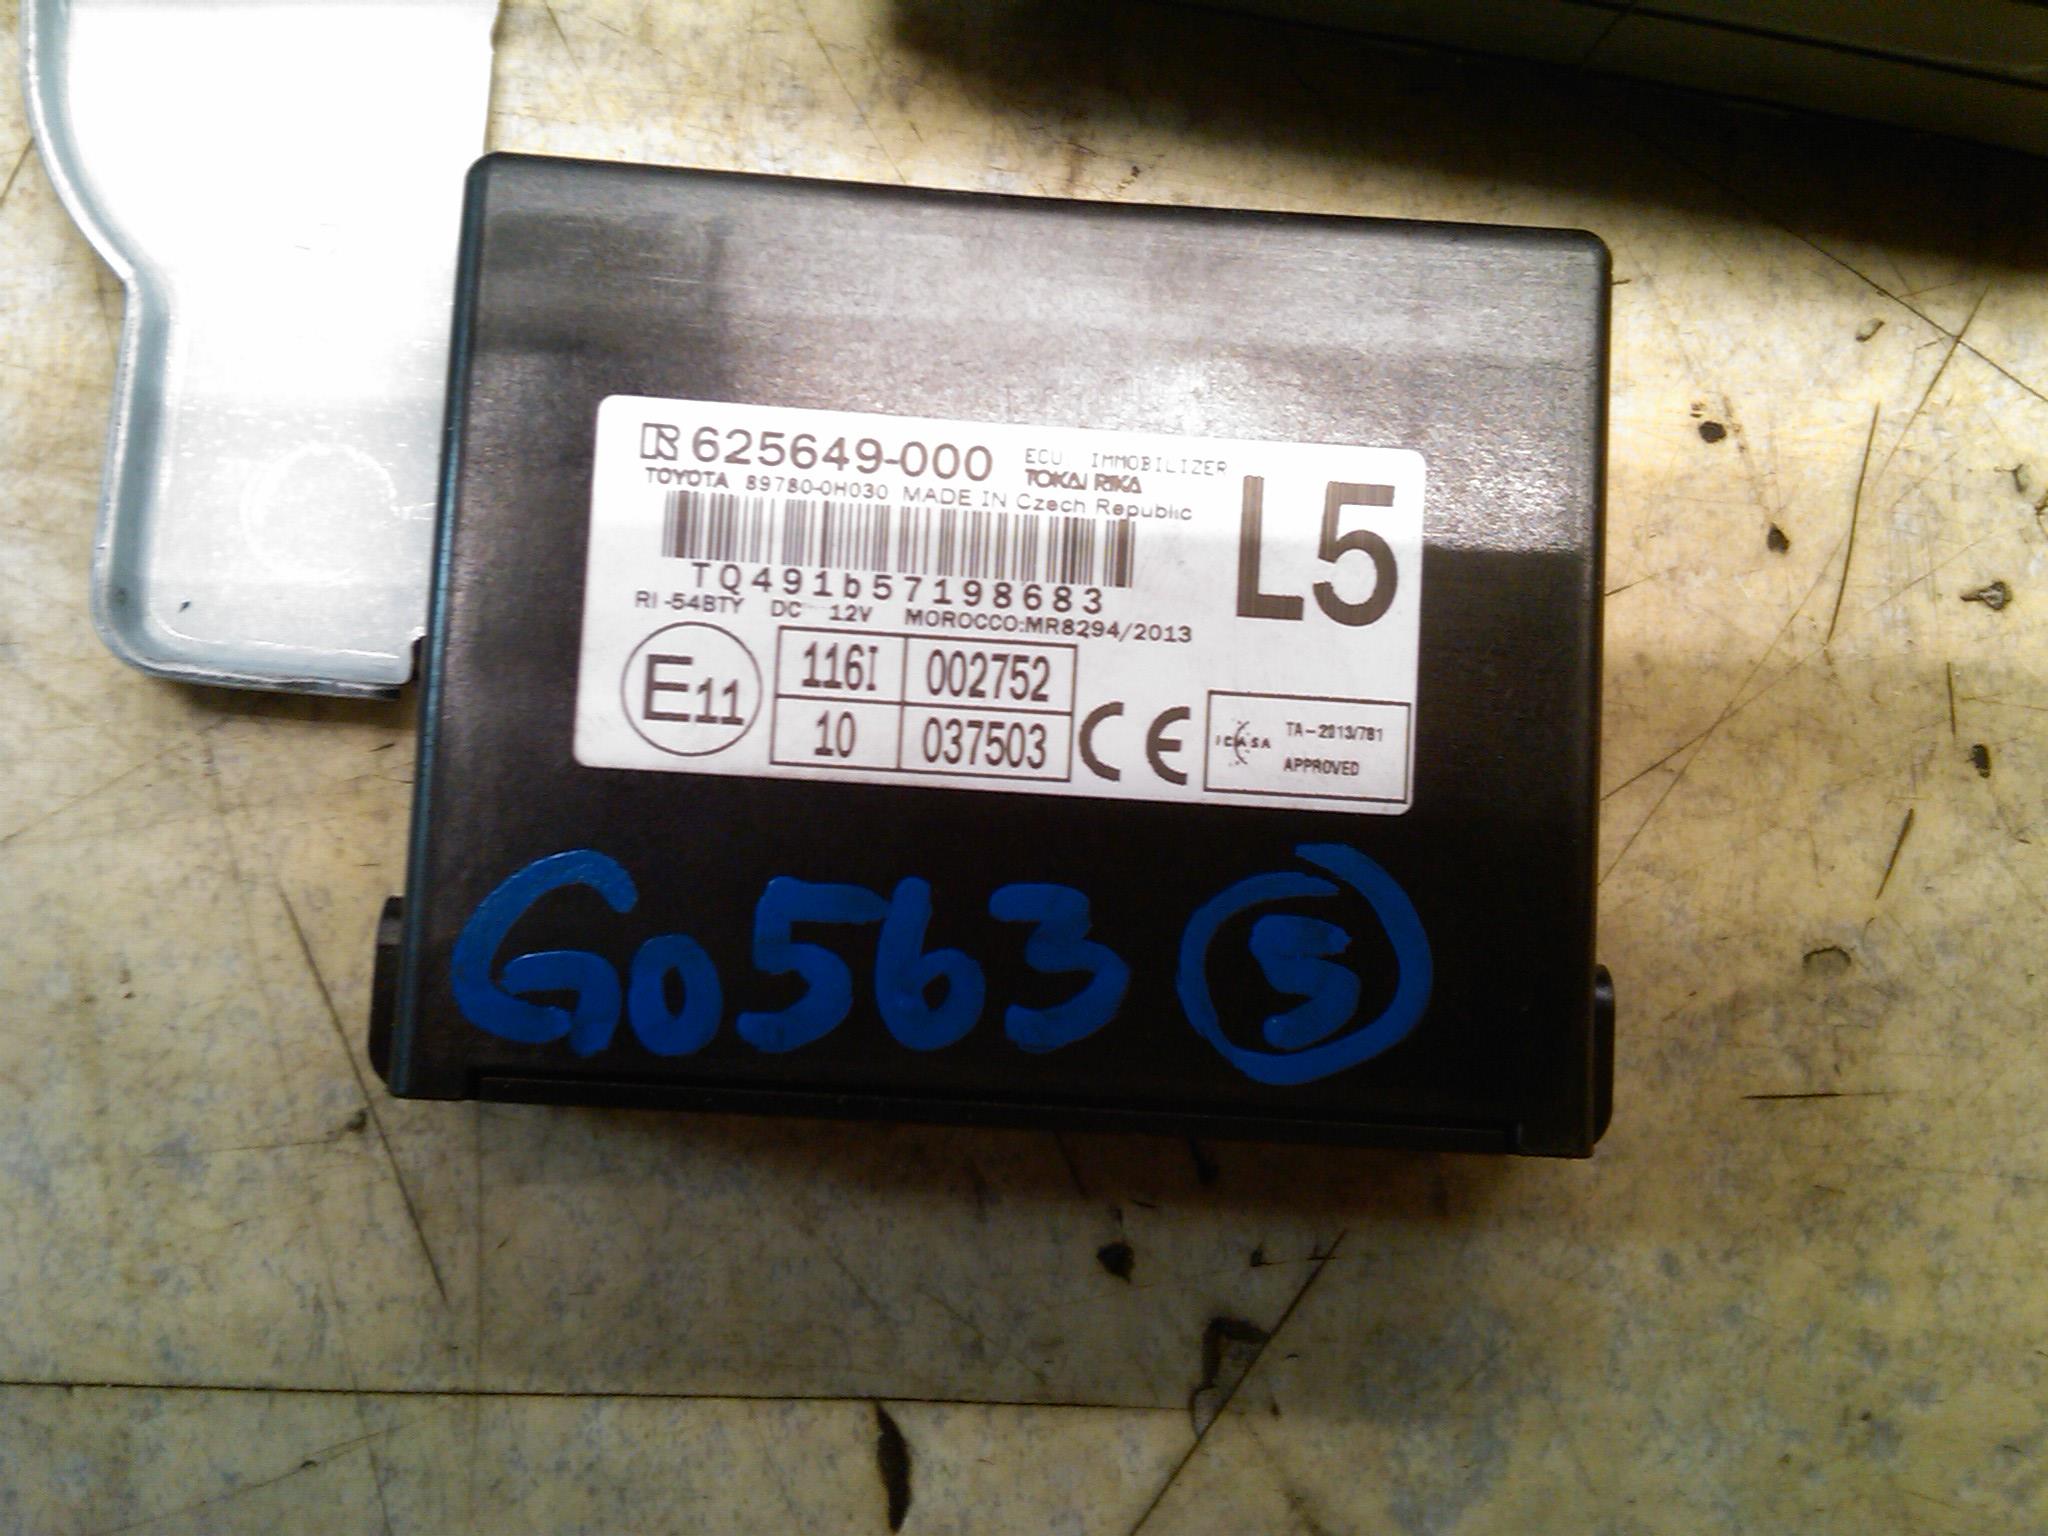 625649-000 ECU, IMMOBILIZER
TOKAI RIKA
TOYOTA 89780-0H030 MADE IN Czech Republic
L5
TQ491b57198683
RI-54BTY DC 12V MOROCCO:MR8294/2013
E11
116I 002752
10 037503
CE
ICASA TA-2013/781
APPROVED
G0563 5